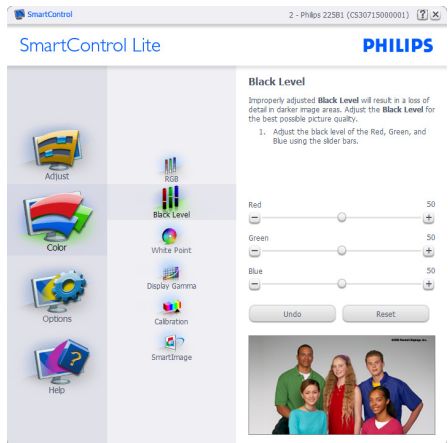 SmartControl
2 - Philips 225B1 (CS30715000001)
SmartControl Lite
PHILIPS
Adjust
Color
Options
Help
RGB
Black Level
White Point
Display Gamma
Calibration
SmartImage
Black Level
Improperly adjusted Black Level will result in a loss of
detail in darker image areas. Adjust the Black Level for
the best possible picture quality.
1. Adjust the black level of the Red, Green, and
Blue using the slider bars.
Red 50
Green 50
Blue 50
Undo
Reset